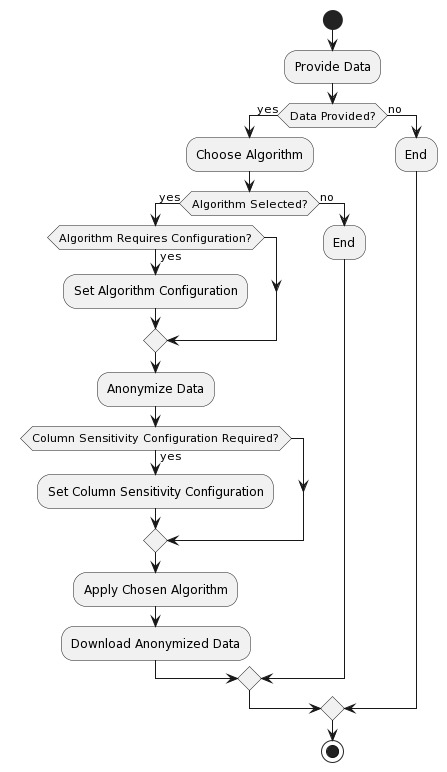 Provide Data
yes
Data Provided?
no
Choose Algorithm
End
yes
Algorithm Selected?
no
Algorithm Requires Configuration?
End
yes
Set Algorithm Configuration
Anonymize Data
Column Sensitivity Configuration Required?
yes
Set Column Sensitivity Configuration
Apply Chosen Algorithm
Download Anonymized Data